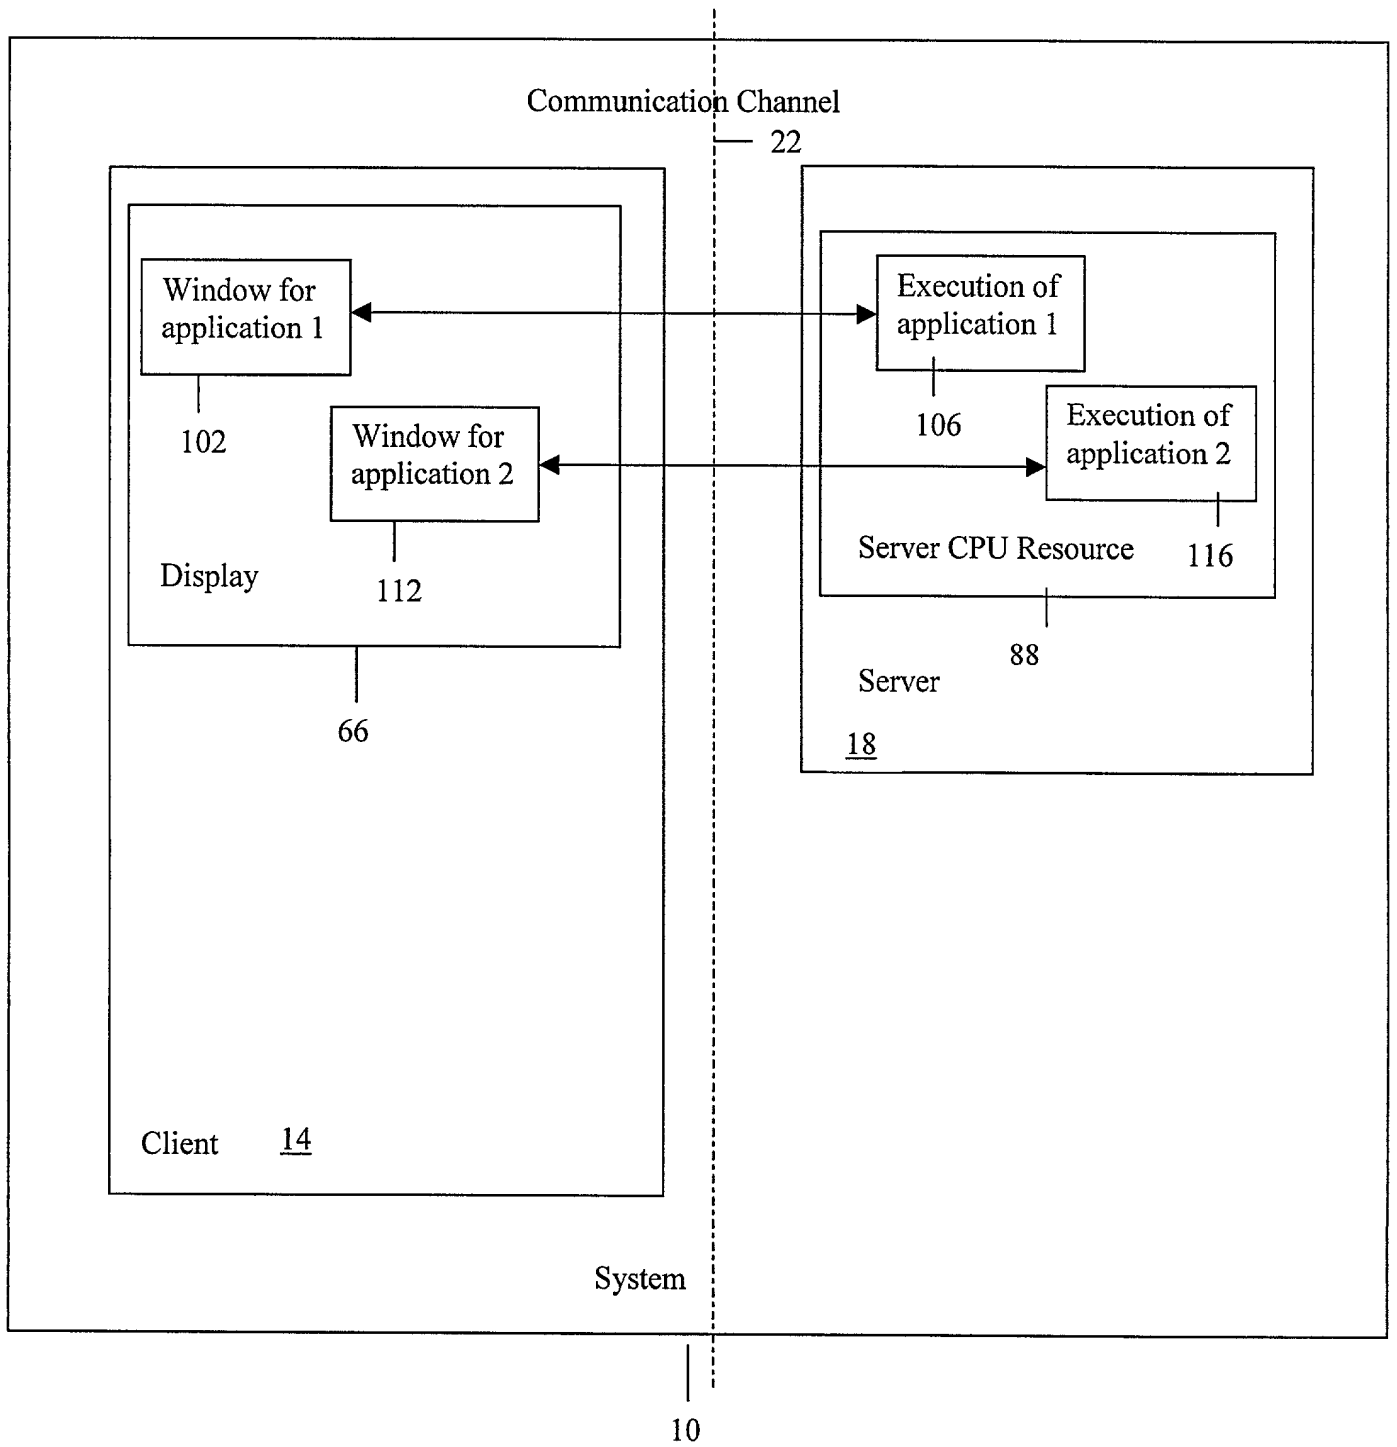 Communication Channel
22
Window for
application 1
102
Window for
application 2
112
Display
66
Client 14
Execution of
application 1
106
Execution of
application 2
116
Server CPU Resource
88
Server
18
System
10